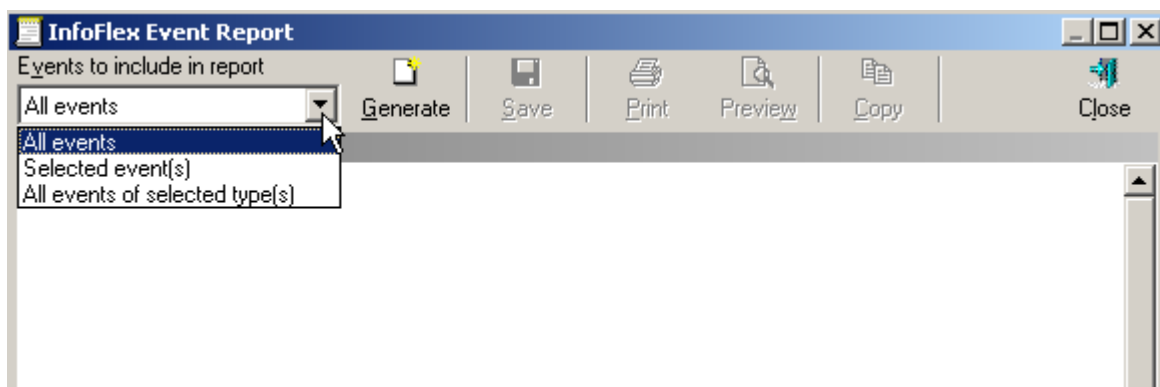 InfoFlex Event Report
Events to include in report
All events
Generate
Save
Print
Preview
Copy
Close
All events
Selected event(s)
All events of selected type(s)